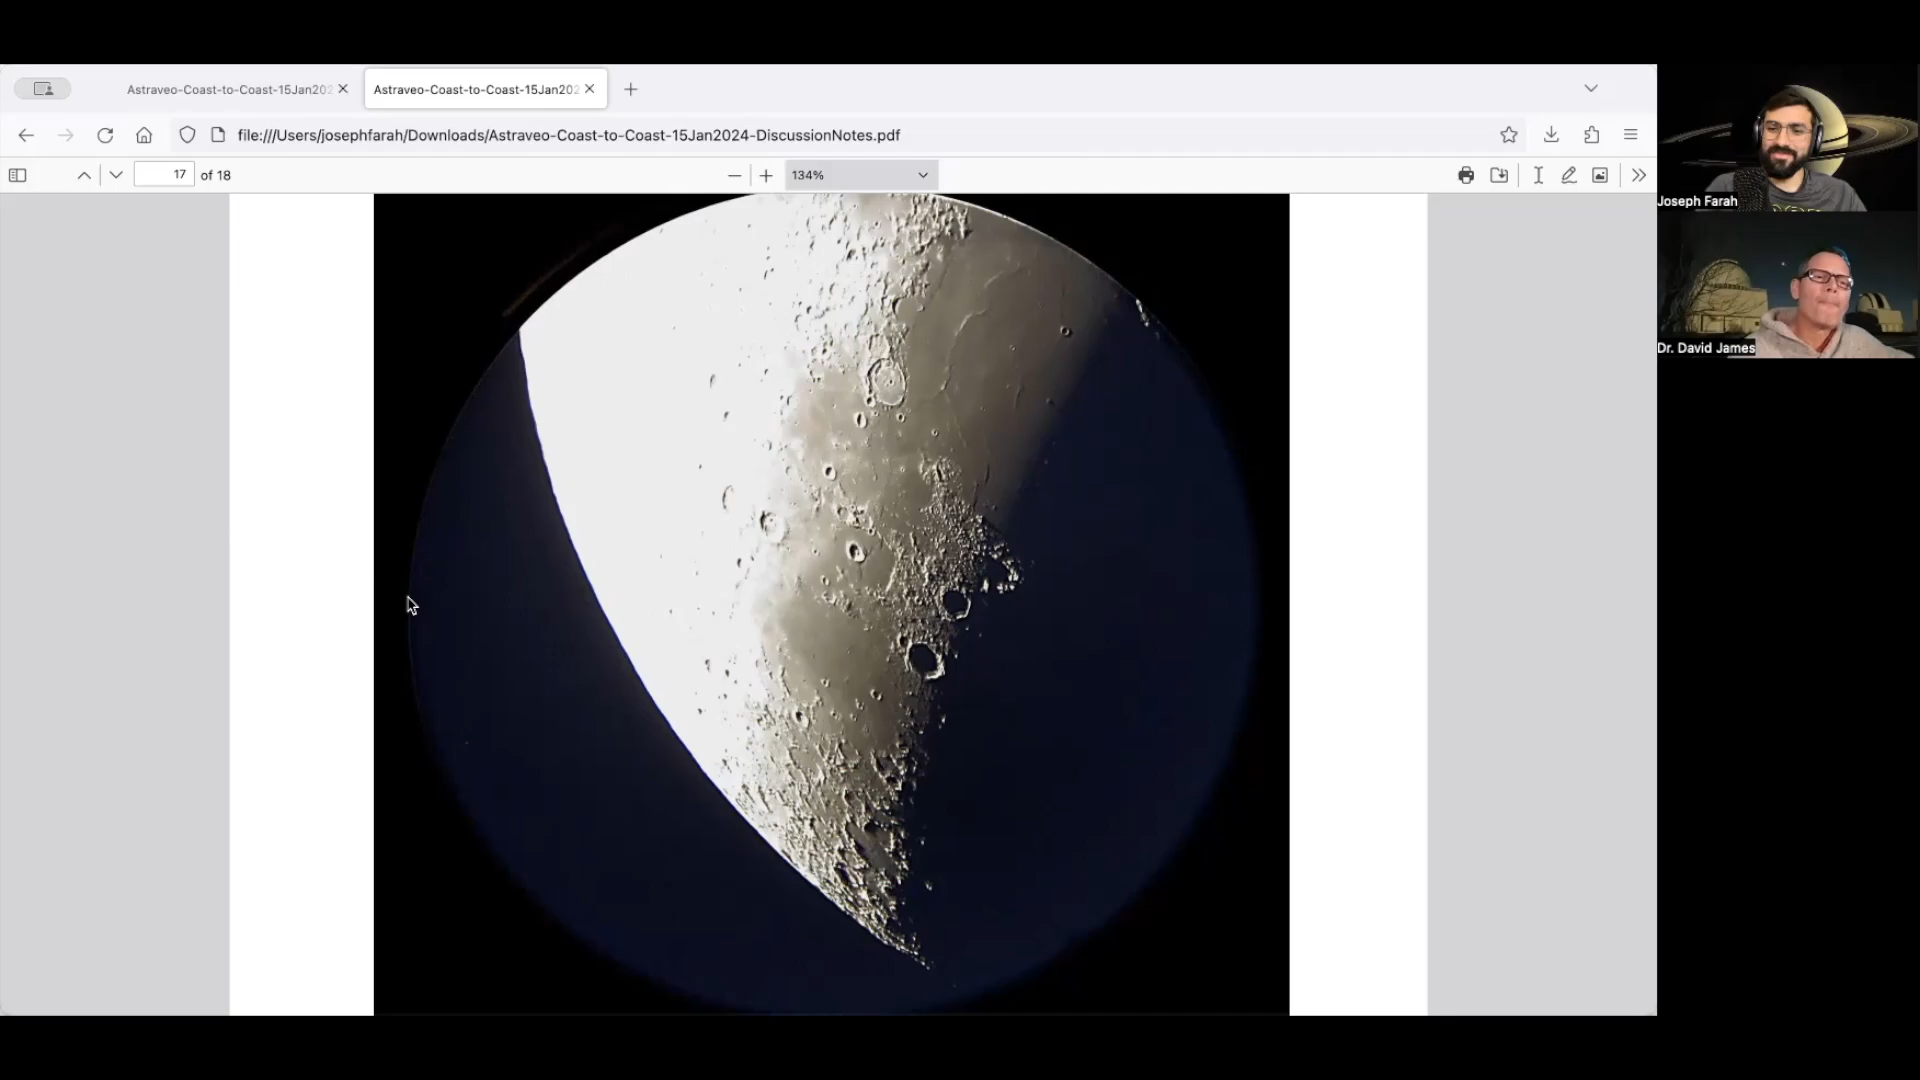 Astraveo-Coast-to-Coast-15Jan202
Astraveo-Coast-to-Coast-15Jan202
file:///Users/josephfarah/Downloads/Astraveo-Coast-to-Coast-15Jan2024-DiscussionNotes.pdf
17 of 18
134%
Joseph Farah
Dr. David James